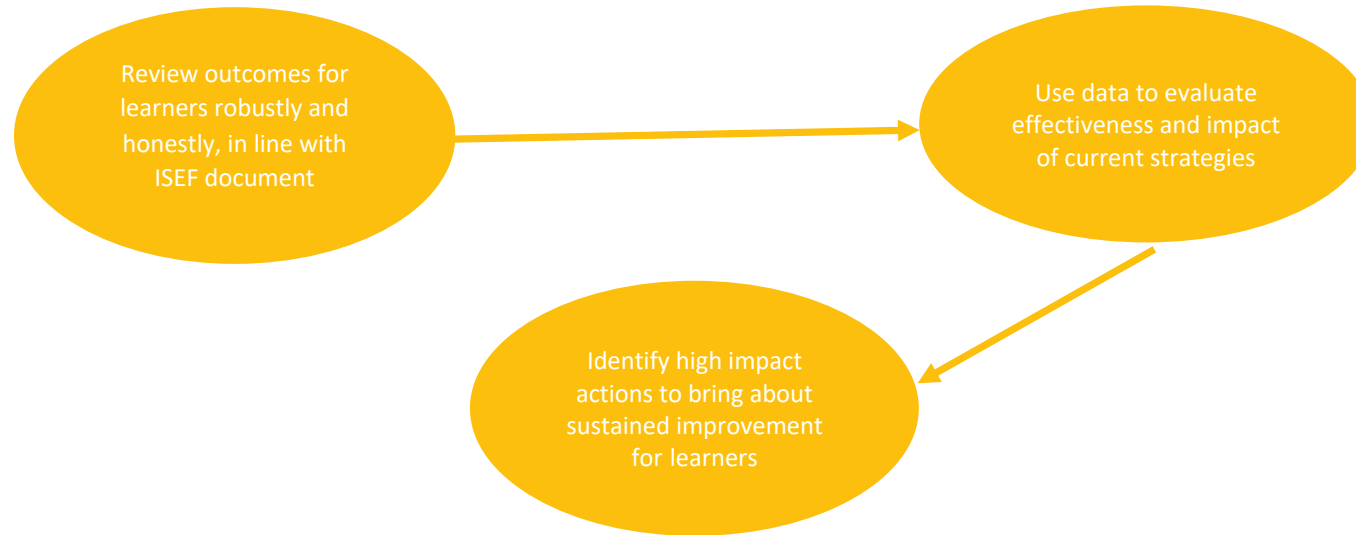 Review outcomes for
learners robustly and
honestly, in line with
ISEF document
Use data to evaluate
effectiveness and impact
of current strategies
Identify high impact
actions to bring about
sustained improvement
for learners